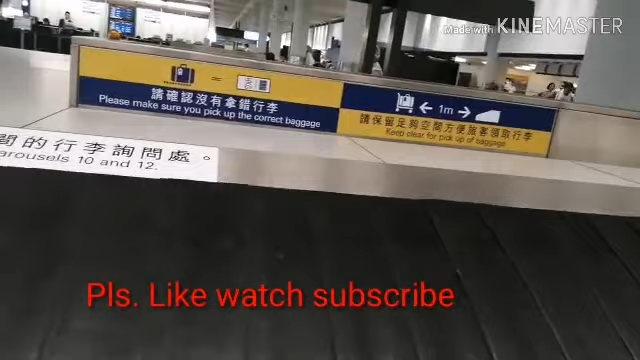 Made with KINEMASTER
請確認沒有拿錯行李
Please make sure you pick up the correct baggage
1m
請保留足夠空間方便旅客領取行李
Keep clear for pick up of baggage
間的行李詢問處。
arousels 10 and 12.
Pls. Like watch subscribe